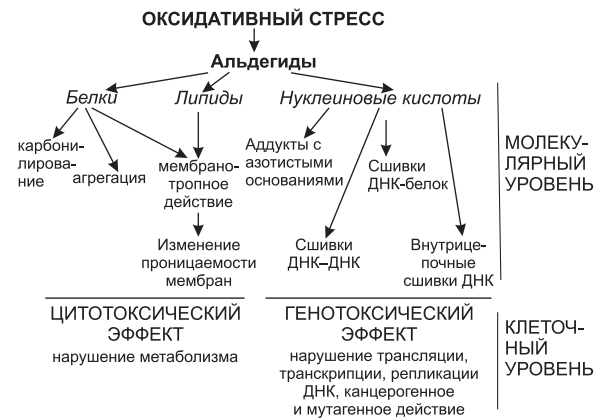 ОКСИДАТИВНЫЙ СТРЕСС
Альдегиды
Белки
Липиды
Нуклеиновые кислоты
карбони-
лирова-
ние
агрегация
мембрано-
тропное
действие
Аддукты с
азотистыми
основаниями
Сшивки
ДНК-белок
МОЛЕКУ-
ЛЯРНЫЙ
УРОВЕНЬ
Изменение
проницаемости
мембран
Сшивки
ДНК–ДНК
Внутрице-
почечные
сшивки ДНК
ЦИТОТОКСИЧЕСКИЙ
ЭФФЕКТ
нарушение метаболизма
ГЕНОТОКСИЧЕСКИЙ
ЭФФЕКТ
нарушение трансляции,
транскрипции, репликации
ДНК, канцерогенное
и мутагенное действие
КЛЕТОЧ-
НЫЙ
УРОВЕНЬ